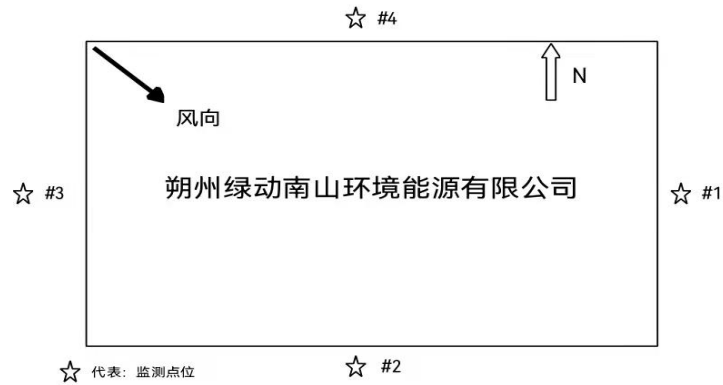 ☆ #4
N
风向
朔州绿动南山环境能源有限公司
☆ #3
☆ #1
☆ #2
☆ 代表：监测点位